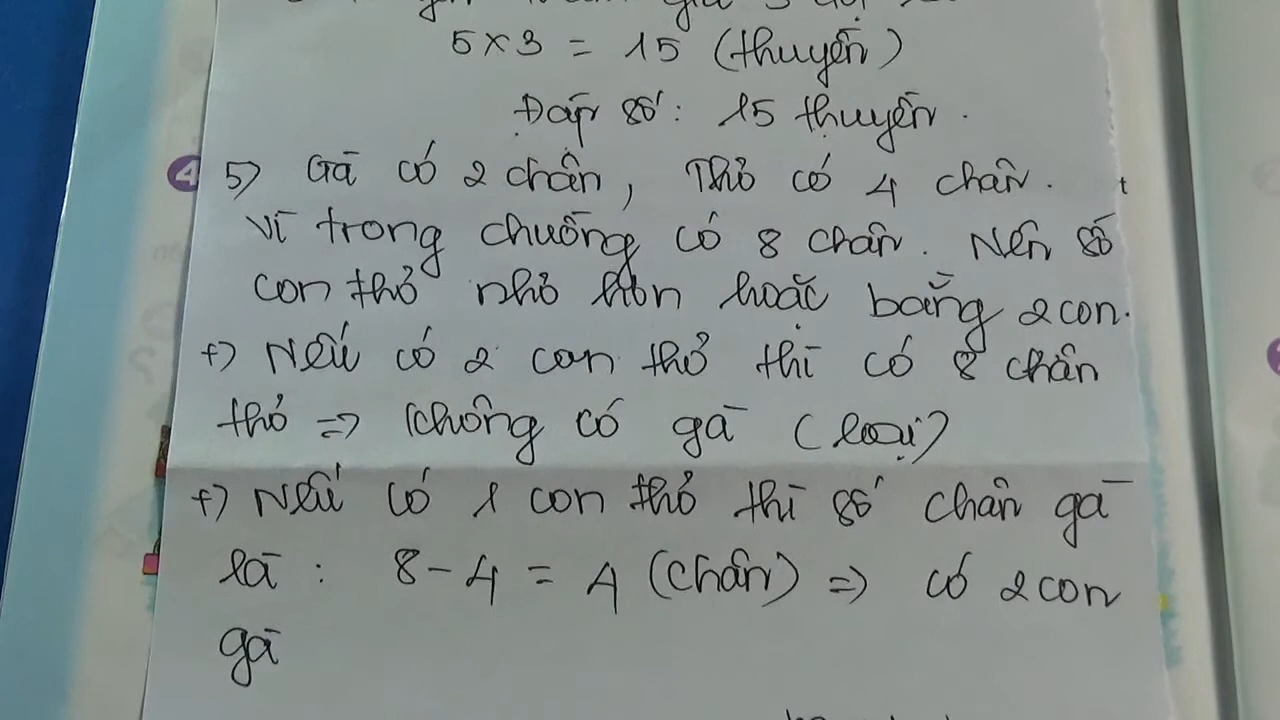 5 x 3 = 15 (thuyền)
Đáp số: 15 thuyền.
4
5) Gà có 2 chân, Thỏ có 4 chân.
Vì trong chuồng có 8 chân. Nên số
con thỏ nhỏ hơn hoặc bằng 2 con.
+) Nếu có 2 con thỏ thì có 8 chân
thỏ => không có gà (loại)
+) Nếu có 1 con thỏ thì số chân gà
là: 8 - 4 = 4 (chân) => có 2 con
gà